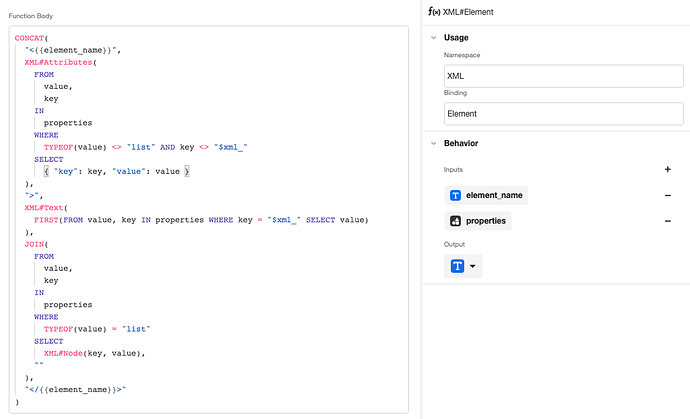 Function Body
CONCAT(
"<{{element_name}}",
XML#Attributes(
FROM
value,
key
IN
properties
WHERE
TYPEOF(value) <> "list" AND key <> "$xml_"
SELECT
{ "key": key, "value": value }
),
">",
XML#Text(
FIRST(FROM value, key IN properties WHERE key = "$xml_" SELECT value)
),
JOIN(
FROM
value,
key
IN
properties
WHERE
TYPEOF(value) = "list"
SELECT
XML#Node(key, value),
""
),
"</{{element_name}}>"
)
f(x) XML#Element
Usage
Namespace
XML
Binding
Element
Behavior
Inputs
+
T element_name −
properties −
Output
T